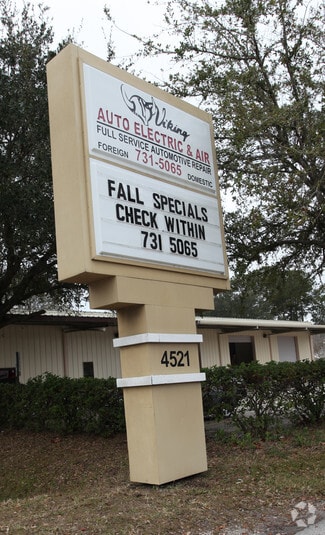 Viking
AUTO ELECTRIC & AIR
FULL SERVICE AUTOMOTIVE REPAIR
FOREIGN 731-5065 DOMESTIC
FALL SPECIALS
CHECK WITHIN
731 5065
4521